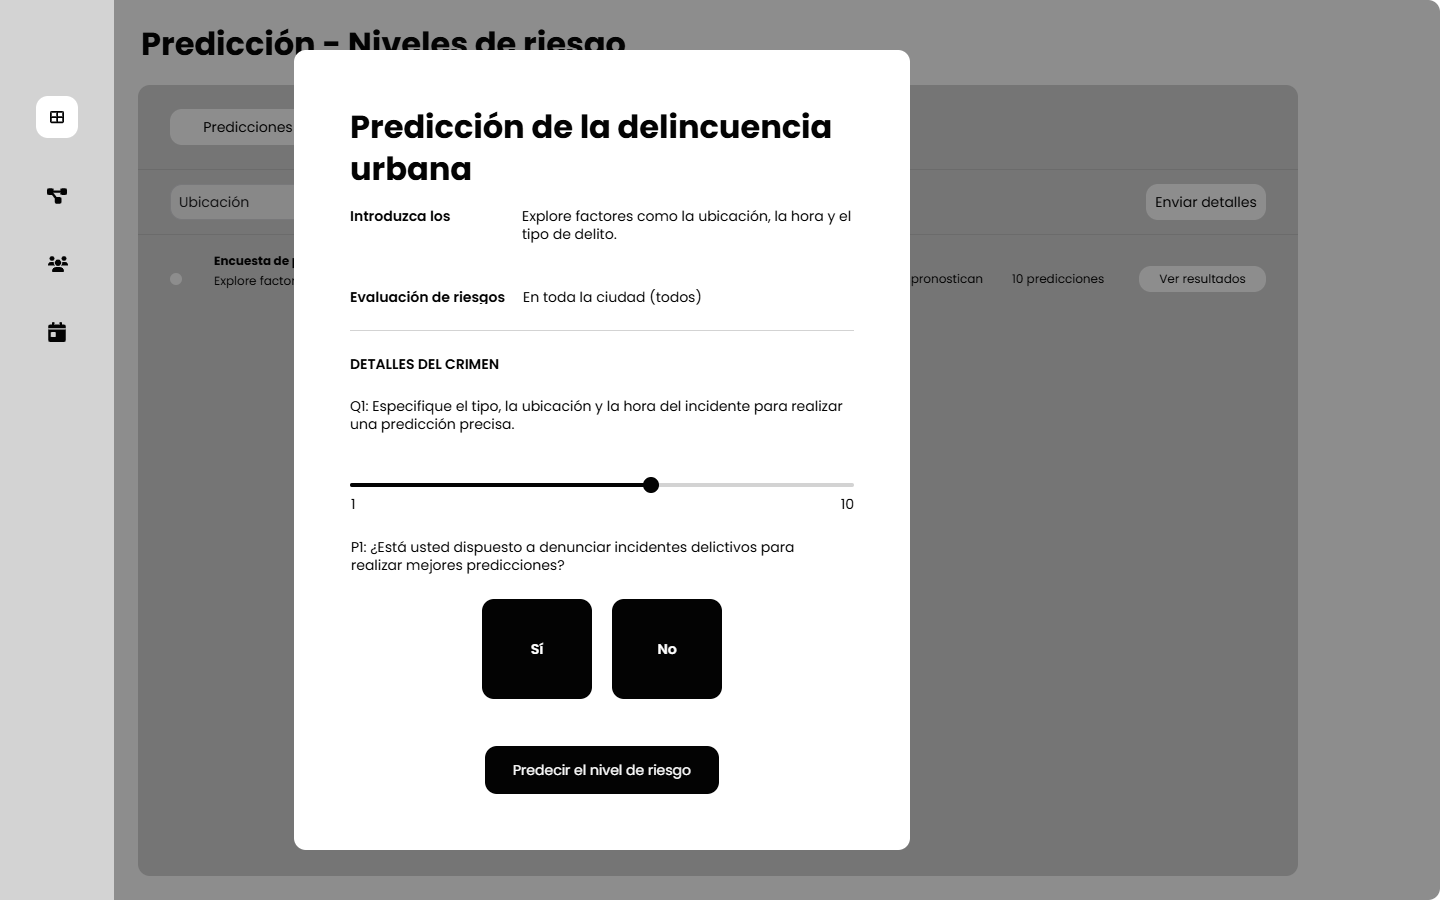 Predicción - Niveles de riesgo
Predicciones
Ubicación
Enviar detalles
Encuesta de
Explore
pronostican
10 predicciones
Ver resultados
Predicción de la delincuencia
urbana
Introduzca los
Explore factores como la ubicación, la hora y el
tipo de delito.
Evaluación de riesgos
En toda la ciudad (todos)
DETALLES DEL CRIMEN
Q1: Especifique el tipo, la ubicación y la hora del incidente para realizar
una predicción precisa.
1
10
P1: ¿Está usted dispuesto a denunciar incidentes delictivos para
realizar mejores predicciones?
Sí
No
Predecir el nivel de riesgo